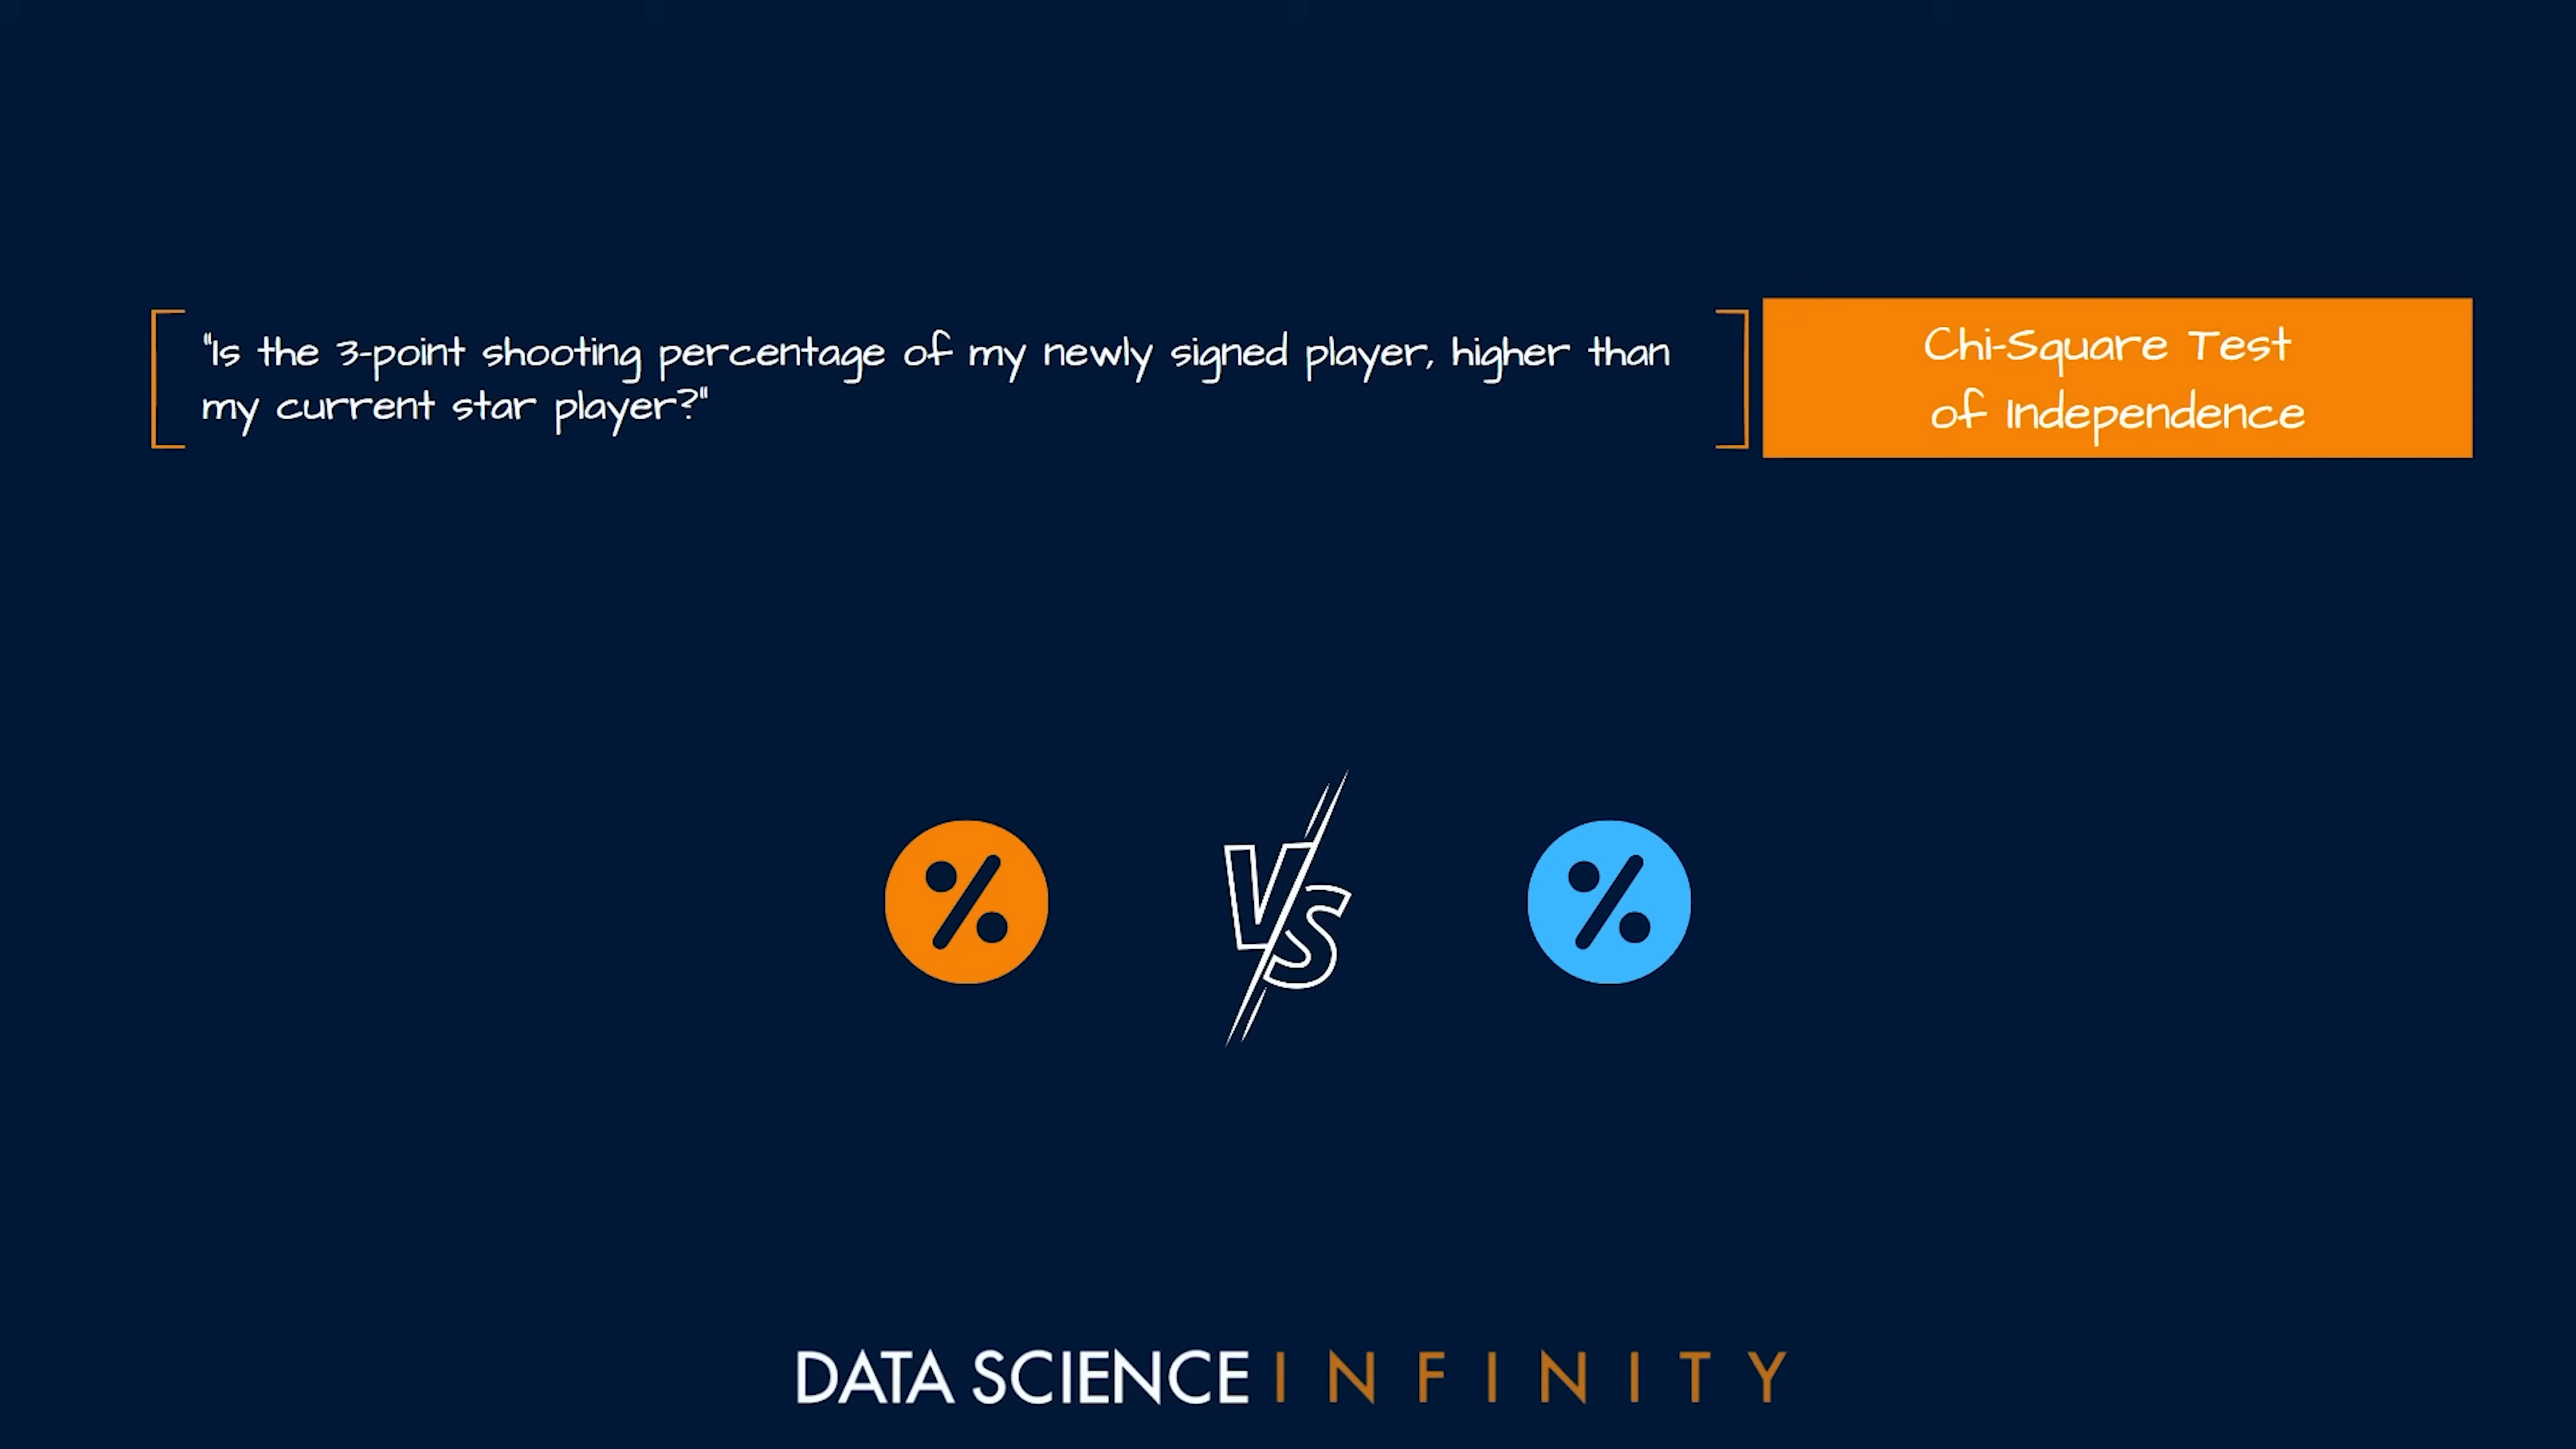 "Is the 3-point shooting percentage of my newly signed player, higher than
my current star player?"
Chi-Square Test
of Independence
% VS %
DATA SCIENCE INFINITY